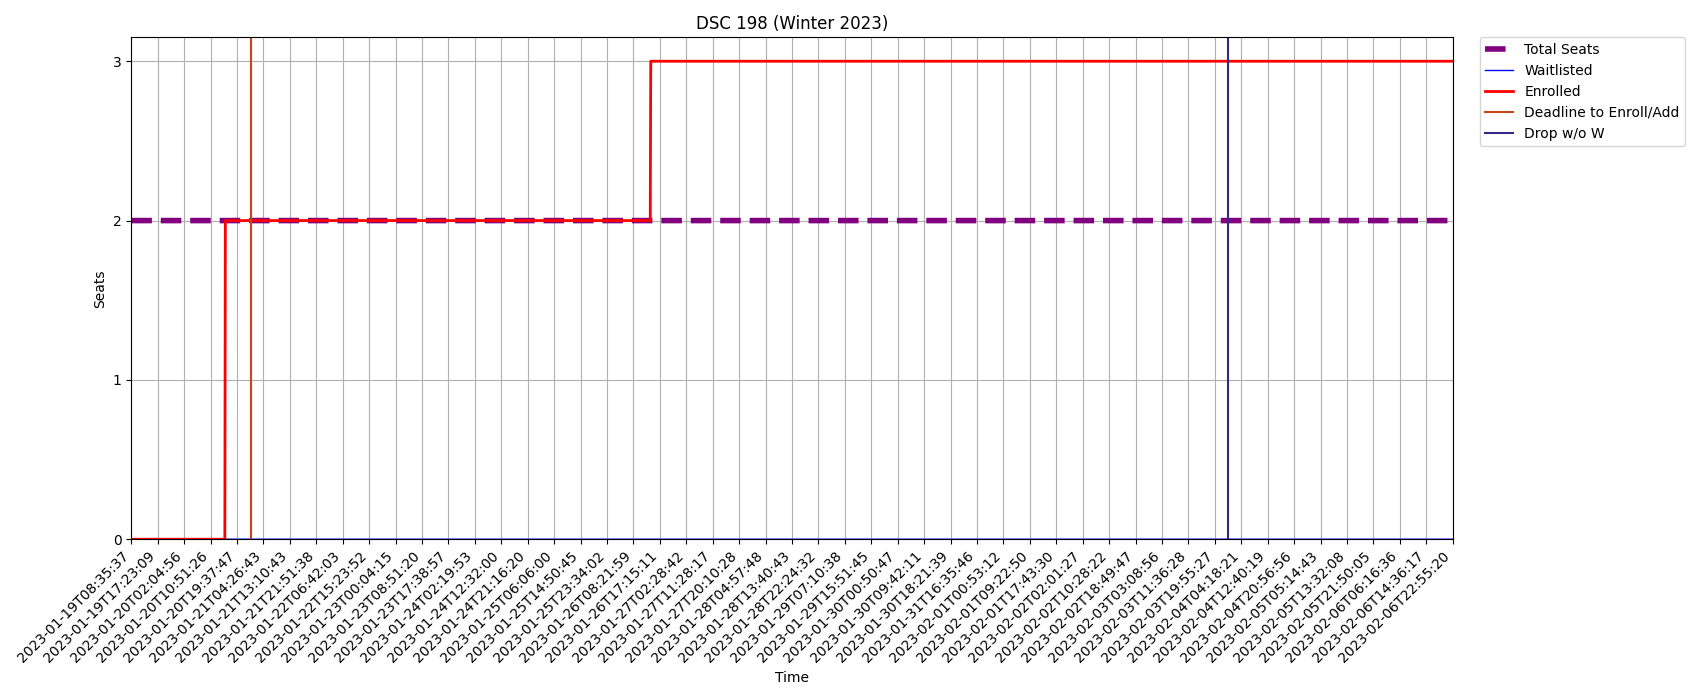 DSC 198 (Winter 2023)
Total Seats
Waitlisted
Enrolled
Deadline to Enroll/Add
Drop w/o W
3
2
1
0
Seats
2023-01-19T08:35:37
2023-01-19T17:23:09
2023-01-20T02:04:56
2023-01-20T10:51:26
2023-01-20T19:37:47
2023-01-21T04:26:43
2023-01-21T13:10:43
2023-01-21T21:51:38
2023-01-22T06:42:03
2023-01-22T15:23:52
2023-01-23T00:04:15
2023-01-23T08:51:20
2023-01-23T17:38:57
2023-01-24T02:19:53
2023-01-24T12:32:00
2023-01-24T21:16:20
2023-01-25T06:06:00
2023-01-25T14:50:45
2023-01-25T23:34:02
2023-01-26T08:21:59
2023-01-26T17:15:11
2023-01-27T02:28:42
2023-01-27T11:28:17
2023-01-27T20:10:28
2023-01-28T04:57:48
2023-01-28T13:40:43
2023-01-28T22:24:32
2023-01-29T07:10:38
2023-01-29T15:51:45
2023-01-30T00:50:47
2023-01-30T09:42:11
2023-01-30T18:21:39
2023-01-31T16:35:46
2023-02-01T00:53:12
2023-02-01T09:22:50
2023-02-01T17:43:30
2023-02-02T02:01:27
2023-02-02T10:28:22
2023-02-02T18:49:47
2023-02-03T03:08:56
2023-02-03T11:36:28
2023-02-03T19:55:27
2023-02-04T04:18:21
2023-02-04T12:40:19
2023-02-04T20:56:56
2023-02-05T05:14:43
2023-02-05T13:32:08
2023-02-05T21:50:05
2023-02-06T06:16:36
2023-02-06T14:36:17
2023-02-06T22:55:20
Time